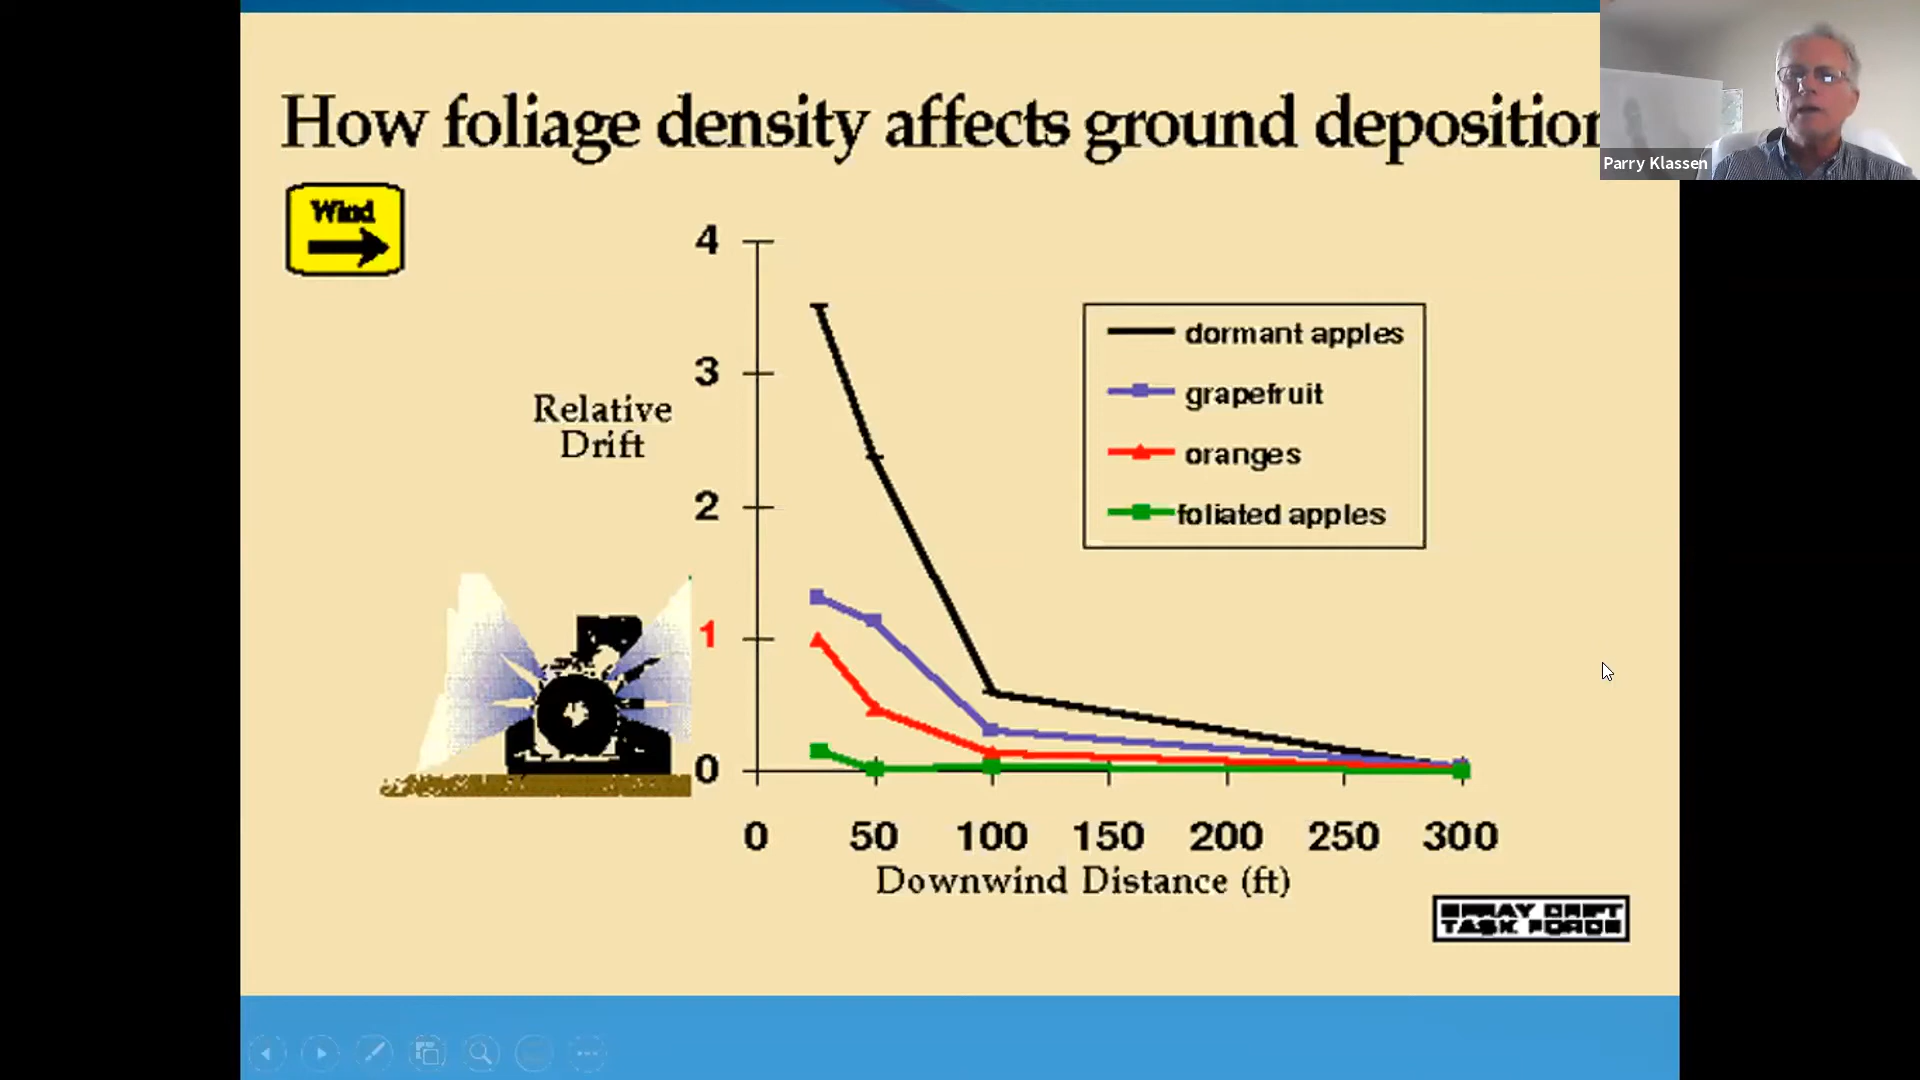 How foliage density affects ground deposition
Parry Klassen
Wind
4
3
2
1
0
Relative
Drift
dormant apples
grapefruit
oranges
foliated apples
0 50 100 150 200 250 300
Downwind Distance (ft)
SPRAY DRIFT
TASK FORCE